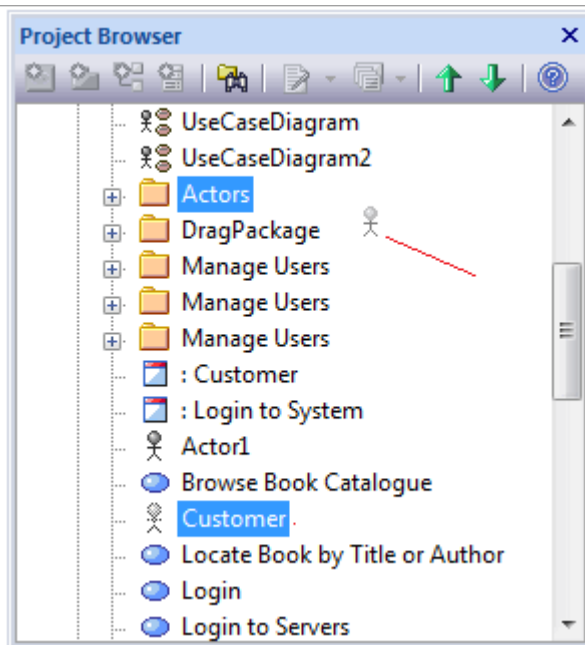 Project Browser
UseCaseDiagram
UseCaseDiagram2
Actors
DragPackage
Manage Users
Manage Users
Manage Users
: Customer
: Login to System
Actor1
Browse Book Catalogue
Customer
Locate Book by Title or Author
Login
Login to Servers